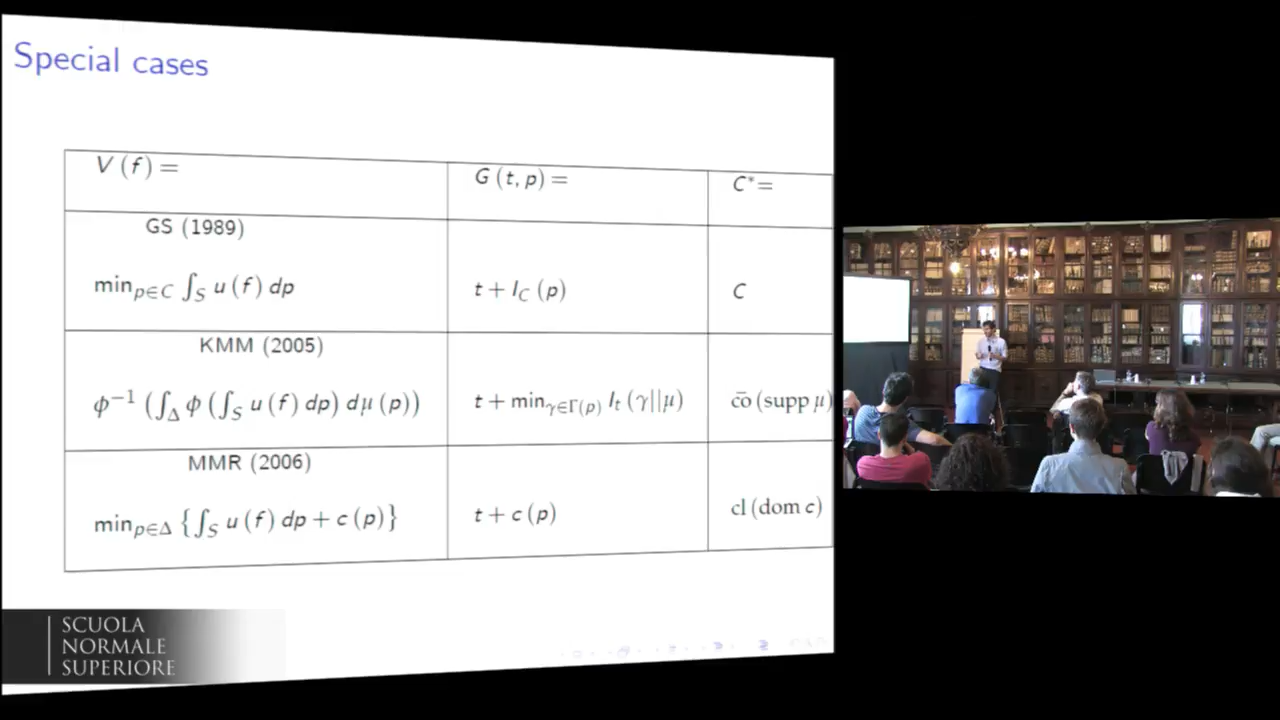 Special cases
V (f) =
G (t, p) =
C* =
GS (1989)
min_{p∈C} ∫_S u (f) dp
t + I_C (p)
C
KMM (2005)
ϕ^{-1} (∫_Δ ϕ (∫_S u (f) dp) dμ (p))
t + min_{γ∈Γ(p)} I_t (γ||μ)
c̄o (supp μ)
MMR (2006)
min_{p∈Δ} {∫_S u (f) dp + c (p)}
t + c (p)
cl (dom c)
SCUOLA
NORMALE
SUPERIORE